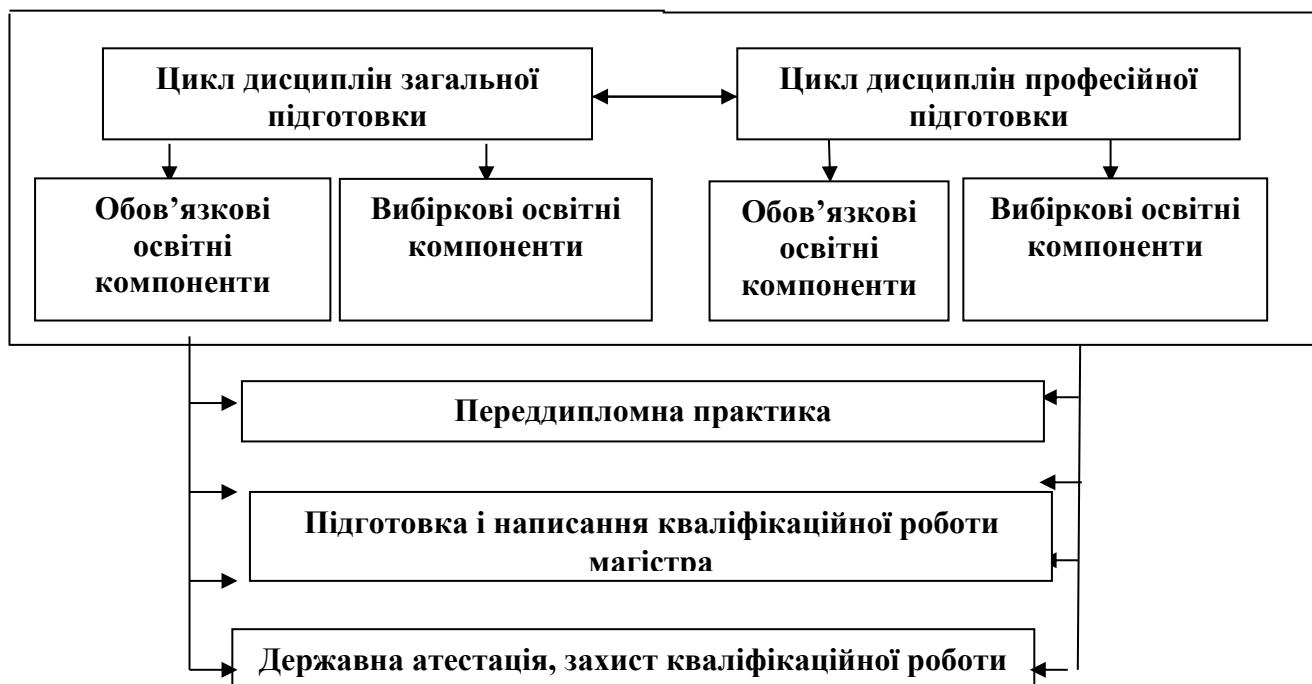 Цикл дисциплін загальної
підготовки
Цикл дисциплін професійної
підготовки
Обов’язкові
освітні
компоненти
Вибіркові освітні
компоненти
Обов’язкові
освітні
компоненти
Вибіркові освітні
компоненти
Переддипломна практика
Підготовка і написання кваліфікаційної роботи
магістра
Державна атестація, захист кваліфікаційної роботи